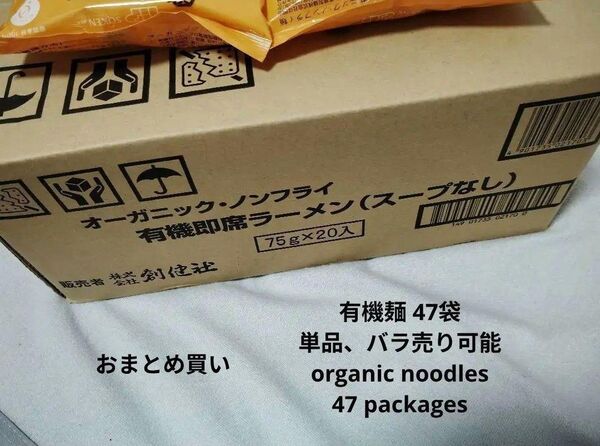 オーガニック・ノンフライ
有機即席ラーメン(スープなし)
75g×20入
販売者 株式会社 創健社
おまとめ買い
有機麺 47袋
単品、バラ売り可能
organic noodles
47 packages